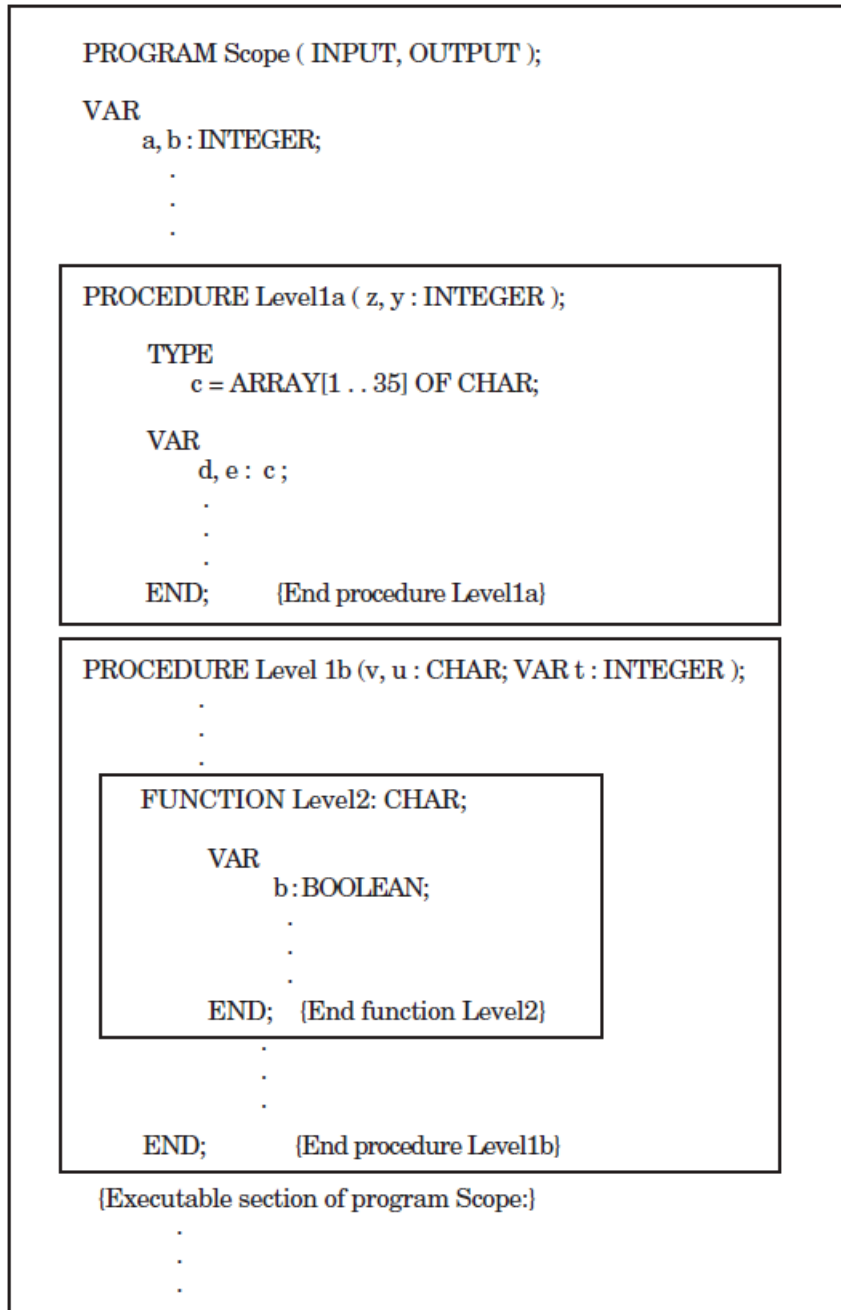 PROGRAM Scope ( INPUT, OUTPUT );
VAR
a, b : INTEGER;
.
.
.
PROCEDURE Level1a ( z, y : INTEGER );
TYPE
c = ARRAY[1 . . 35] OF CHAR;
VAR
d, e : c ;
.
.
.
END; {End procedure Level1a}
PROCEDURE Level 1b (v, u : CHAR; VAR t : INTEGER );
.
.
.
FUNCTION Level2: CHAR;
VAR
b : BOOLEAN;
.
.
.
END; {End function Level2}
.
.
.
END; {End procedure Level1b}
{Executable section of program Scope:}
.
.
.